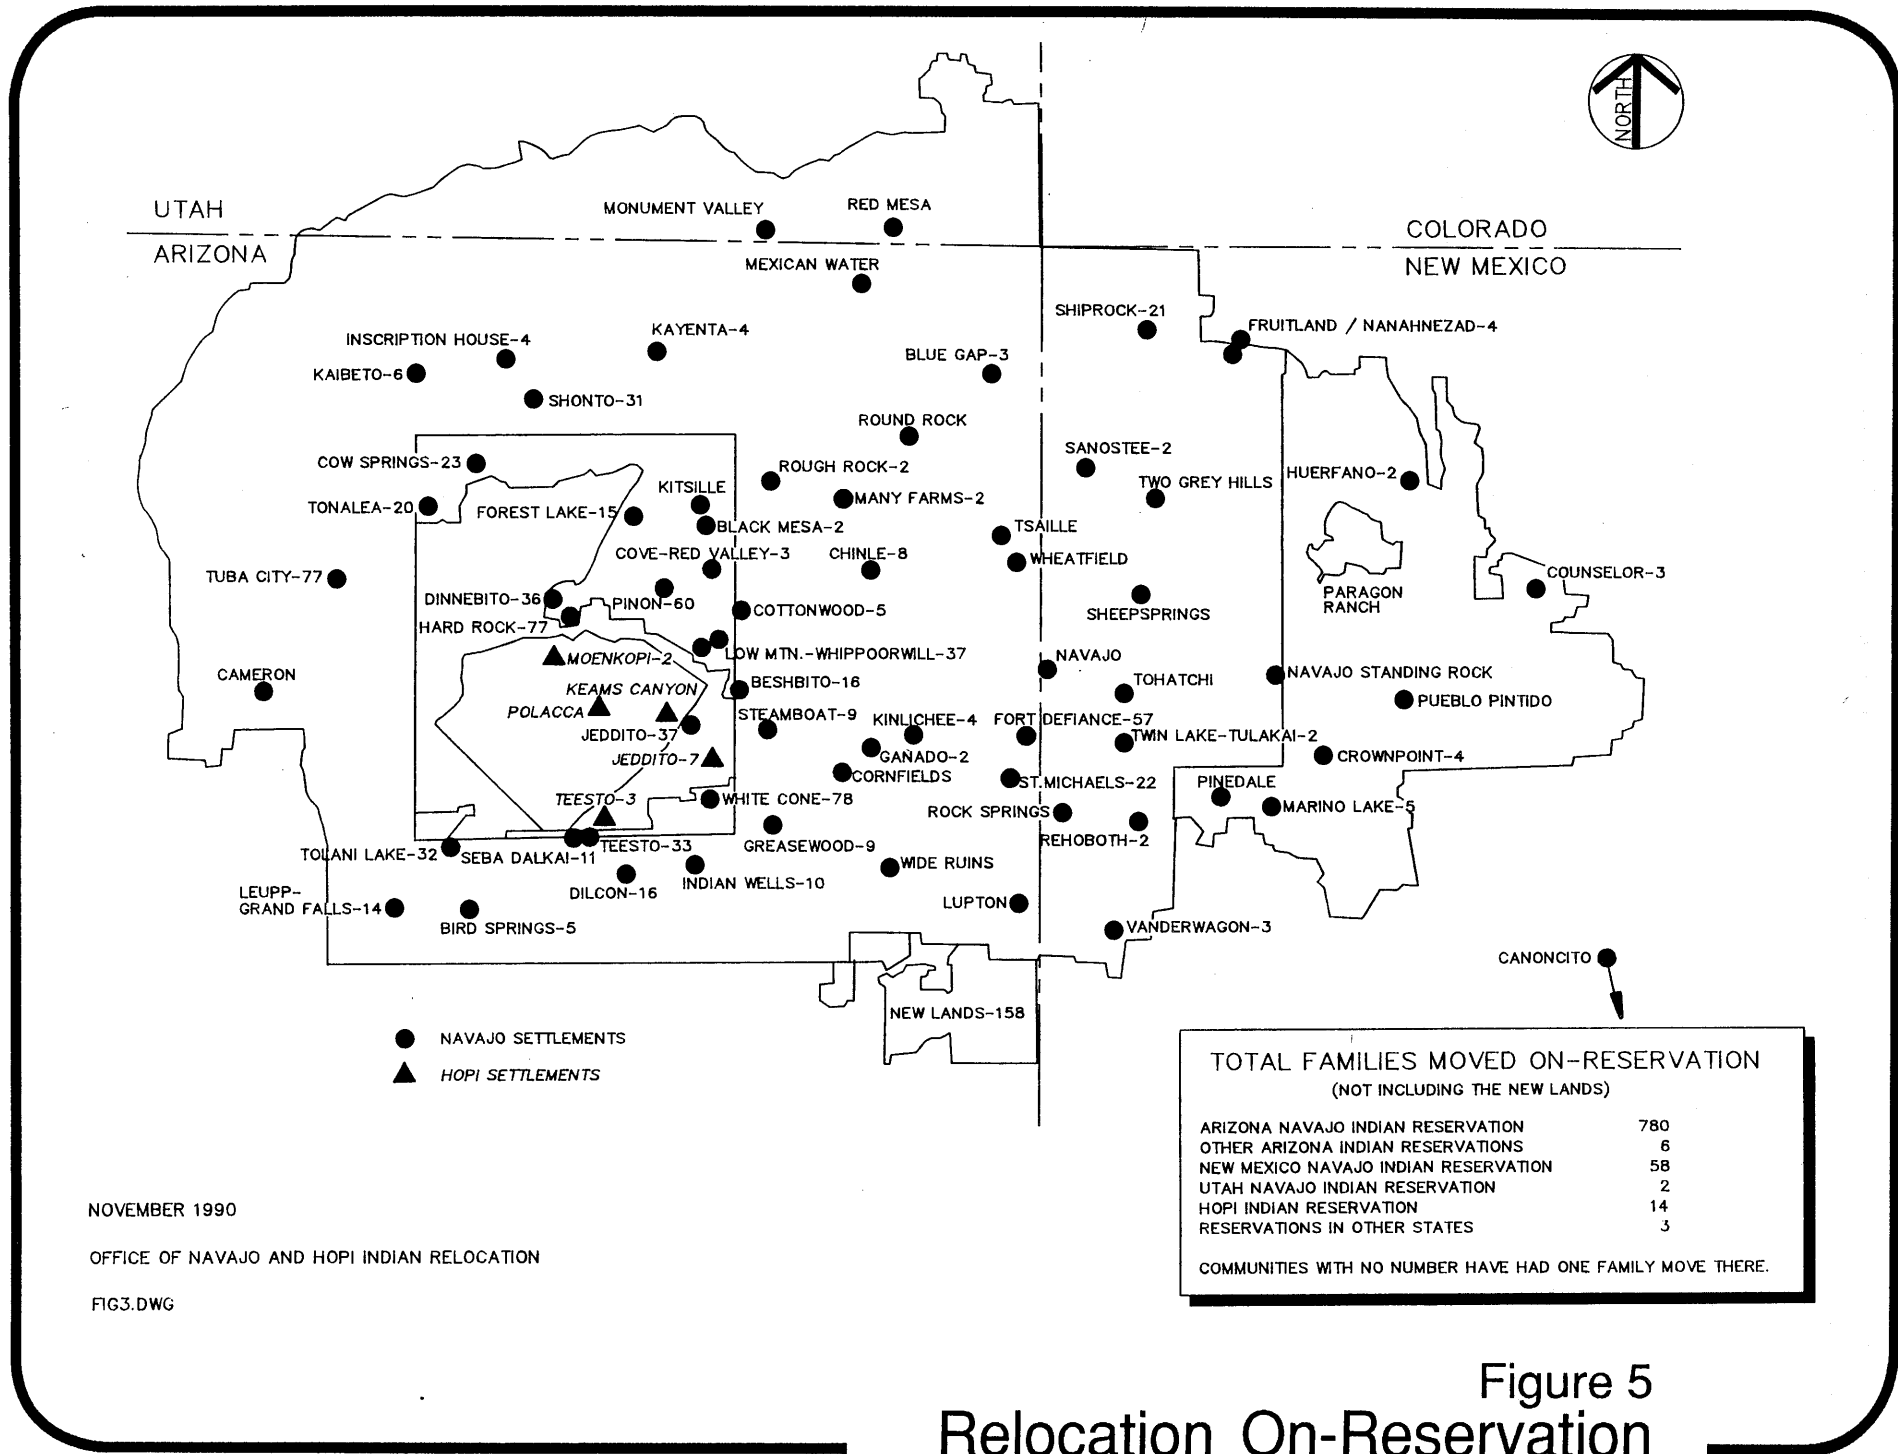 NORTH
UTAH
ARIZONA
COLORADO
NEW MEXICO
MONUMENT VALLEY
RED MESA
MEXICAN WATER
SHIPROCK-21
FRUITLAND / NANAHNEZAD-4
KAYENTA-4
INSCRIPTION HOUSE-4
KAIBETO-6
BLUE GAP-3
SHONTO-31
ROUND ROCK
COW SPRINGS-23
ROUGH ROCK-2
SANOSTEE-2
HUERFANO-2
TWO GREY HILLS
KITSILLE
MANY FARMS-2
TONALEA-20
FOREST LAKE-15
BLACK MESA-2
TSAILLE
COVE-RED VALLEY-3
CHINLE-8
WHEATFIELD
TUBA CITY-77
COUNSELOR-3
PARAGON
RANCH
DINNEBITO-36
PINON-60
COTTONWOOD-5
SHEEPSPRINGS
HARD ROCK-77
MOENKOPI-2
LOW MTN.-WHIPPOORWILL-37
NAVAJO
CAMERON
KEAMS CANYON
BESHBITO-16
TOHATCHI
NAVAJO STANDING ROCK
POLACCA
STEAMBOAT-9
PUEBLO PINTIDO
JEDDITO-37
KINLICHEE-4
FORT DEFIANCE-57
TWIN LAKE-TULAKAI-2
JEDDITO-7
GANADO-2
CROWNPOINT-4
CORNFIELDS
ST.MICHAELS-22
PINEDALE
TEESTO-3
WHITE CONE-78
ROCK SPRINGS
MARINO LAKE-5
TOLANI LAKE-32
SEBA DALKAI-11
TEESTO-33
GREASEWOOD-9
REHOBOTH-2
WIDE RUINS
DILCON-16
INDIAN WELLS-10
LEUPP-
GRAND FALLS-14
LUPTON
BIRD SPRINGS-5
VANDERWAGON-3
CANONCITO
NEW LANDS-158
NAVAJO SETTLEMENTS
HOPI SETTLEMENTS
TOTAL FAMILIES MOVED ON-RESERVATION
(NOT INCLUDING THE NEW LANDS)
ARIZONA NAVAJO INDIAN RESERVATION 780
OTHER ARIZONA INDIAN RESERVATIONS 6
NEW MEXICO NAVAJO INDIAN RESERVATION 58
UTAH NAVAJO INDIAN RESERVATION 2
HOPI INDIAN RESERVATION 14
RESERVATIONS IN OTHER STATES 3
COMMUNITIES WITH NO NUMBER HAVE HAD ONE FAMILY MOVE THERE.
NOVEMBER 1990
OFFICE OF NAVAJO AND HOPI INDIAN RELOCATION
FIG3.DWG
Figure 5
Relocation On-Reservation